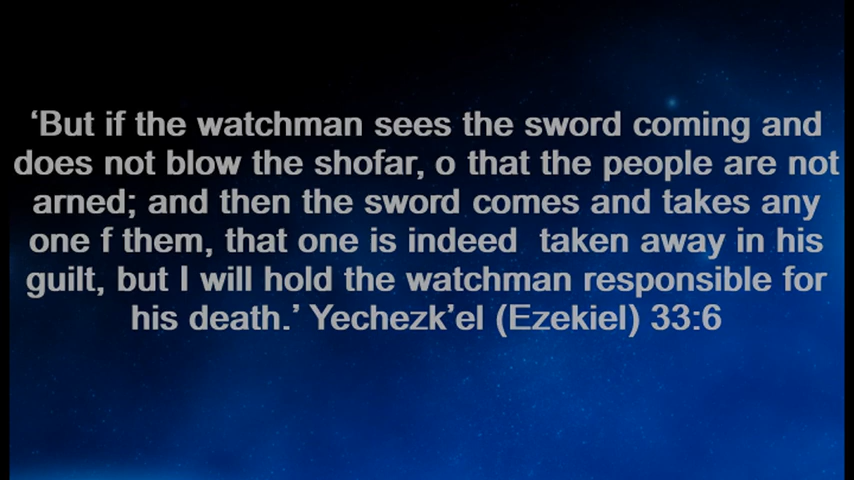 ‘But if the watchman sees the sword coming and
does not blow the shofar, o that the people are not
arned; and then the sword comes and takes any
one f them, that one is indeed  taken away in his
guilt, but I will hold the watchman responsible for
his death.’ Yechezk’el (Ezekiel) 33:6